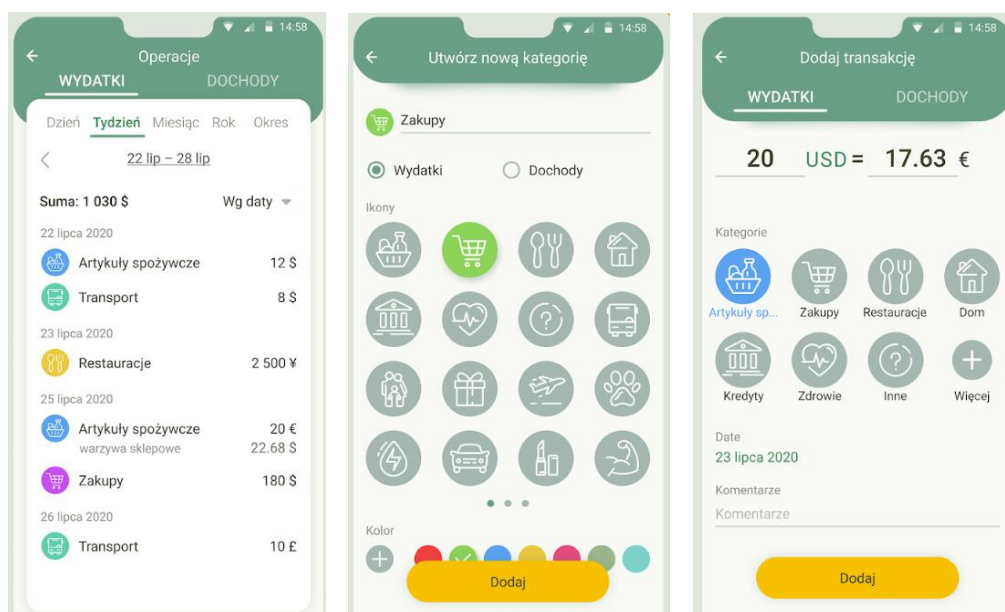 14:58
Operacje
WYDATKI DOCHODY
Dzień Tydzień Miesiąc Rok Okres
22 lip – 28 lip
Suma: 1 030 $ Wg daty
22 lipca 2020
Artykuły spożywcze 12 $
Transport 8 $
23 lipca 2020
Restauracje 2 500 ¥
25 lipca 2020
Artykuły spożywcze 20 €
warzywa sklepowe 22.68 $
Zakupy 180 $
26 lipca 2020
Transport 10 £
14:58
Utwórz nową kategorię
Zakupy
Wydatki Dochody
Ikony
Kolor
Dodaj
14:58
Dodaj transakcję
WYDATKI DOCHODY
20 USD = 17.63 €
Kategorie
Artykuły sp... Zakupy Restauracje Dom
Kredyty Zdrowie Inne Więcej
Date
23 lipca 2020
Komentarze
Komentarze
Dodaj